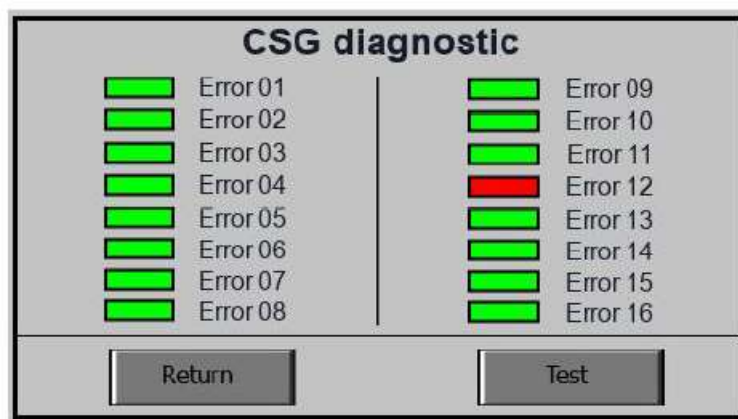 CSG diagnostic
Error 01
Error 02
Error 03
Error 04
Error 05
Error 06
Error 07
Error 08
Error 09
Error 10
Error 11
Error 12
Error 13
Error 14
Error 15
Error 16
Return
Test